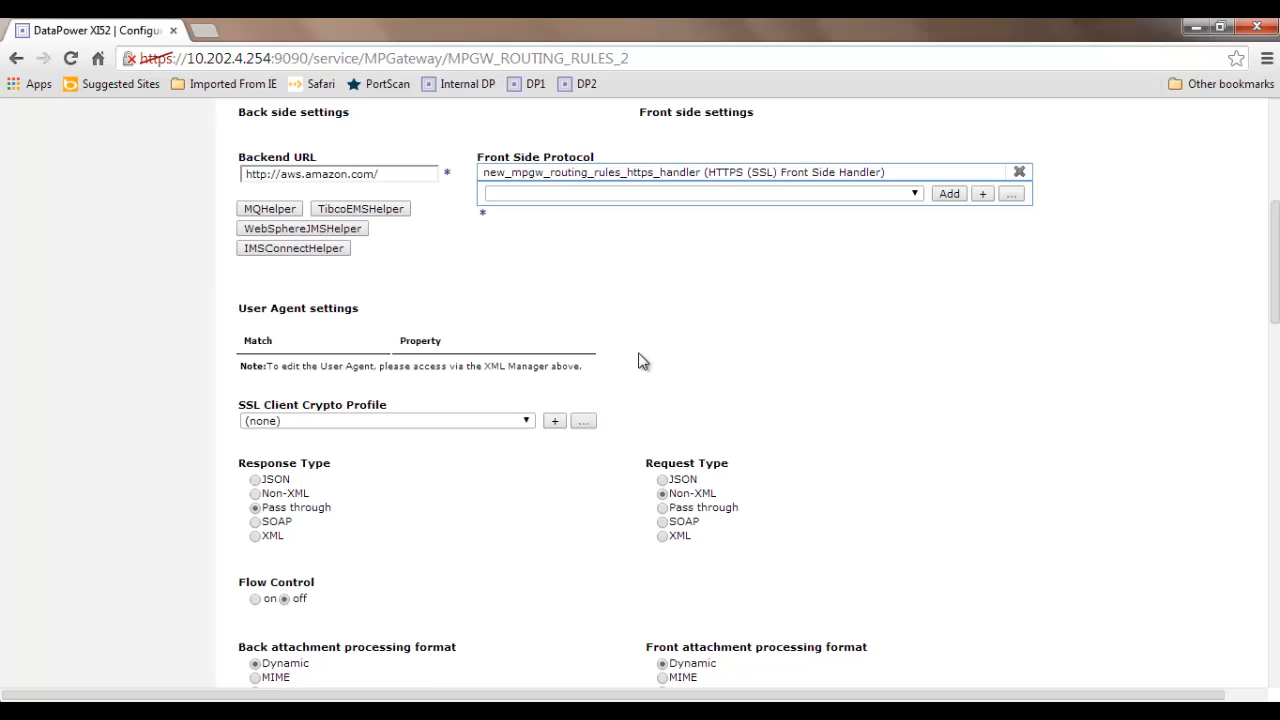 DataPower XI52 | Configu
https://10.202.4.254:9090/service/MPGateway/MPGW_ROUTING_RULES_2
Apps Suggested Sites Imported From IE Safari PortScan Internal DP DP1 DP2 Other bookmarks
Back side settings Front side settings
Backend URL Front Side Protocol
http://aws.amazon.com/ * new_mpgw_routing_rules_https_handler (HTTPS (SSL) Front Side Handler)
Add + ...
MQHelper TibcoEMSHelper *
WebSphereJMSHelper
IMSConnectHelper
User Agent settings
Match Property
Note:To edit the User Agent, please access via the XML Manager above.
SSL Client Crypto Profile
(none) + ...
Response Type Request Type
JSON JSON
Non-XML Non-XML
Pass through Pass through
SOAP SOAP
XML XML
Flow Control
on off
Back attachment processing format Front attachment processing format
Dynamic Dynamic
MIME MIME